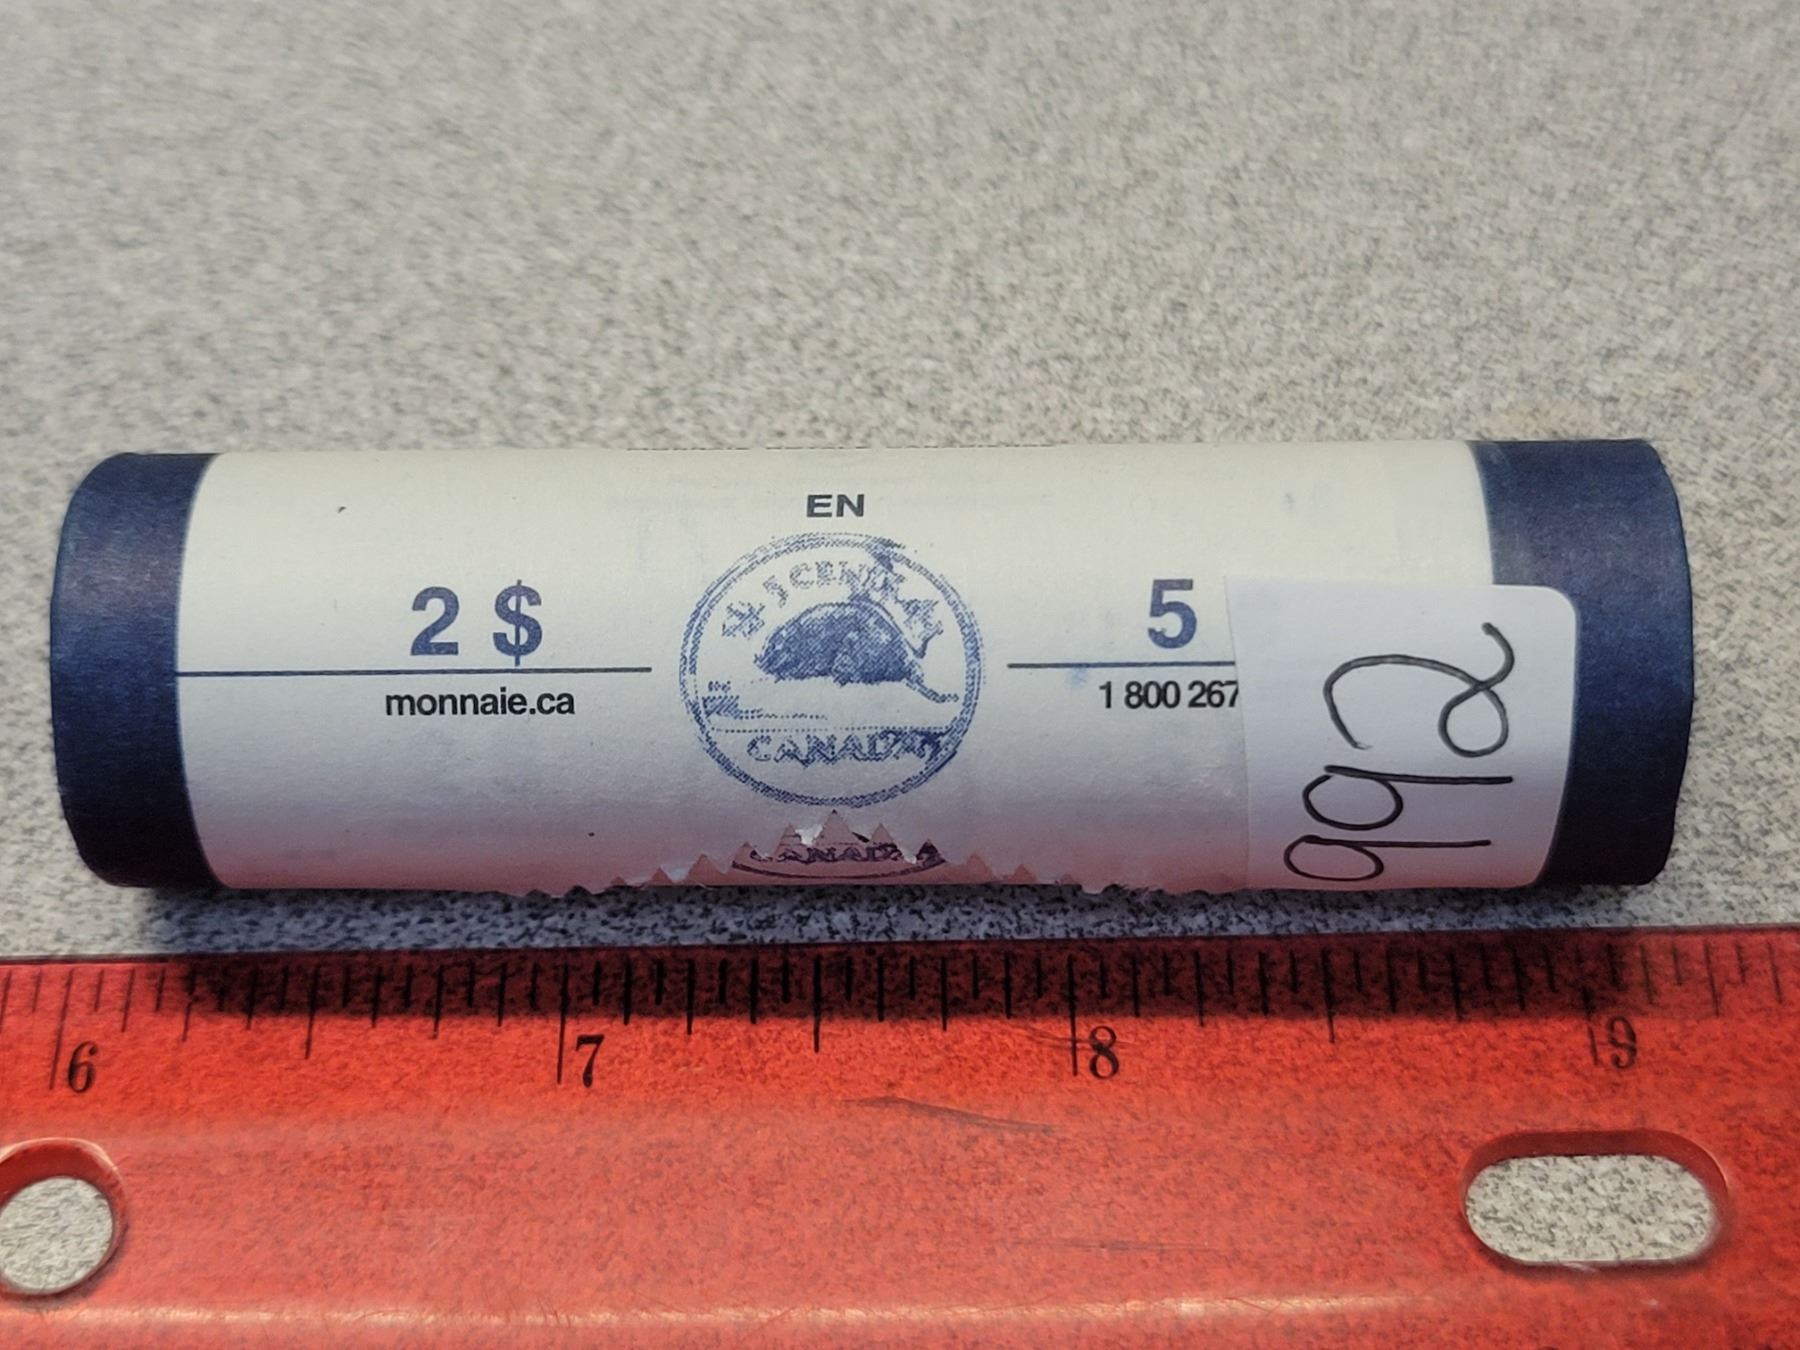 EN
5 CENTS
2 $
5
monnaie.ca
1 800 267
CANADA
CANADA
992
6 7 8 9